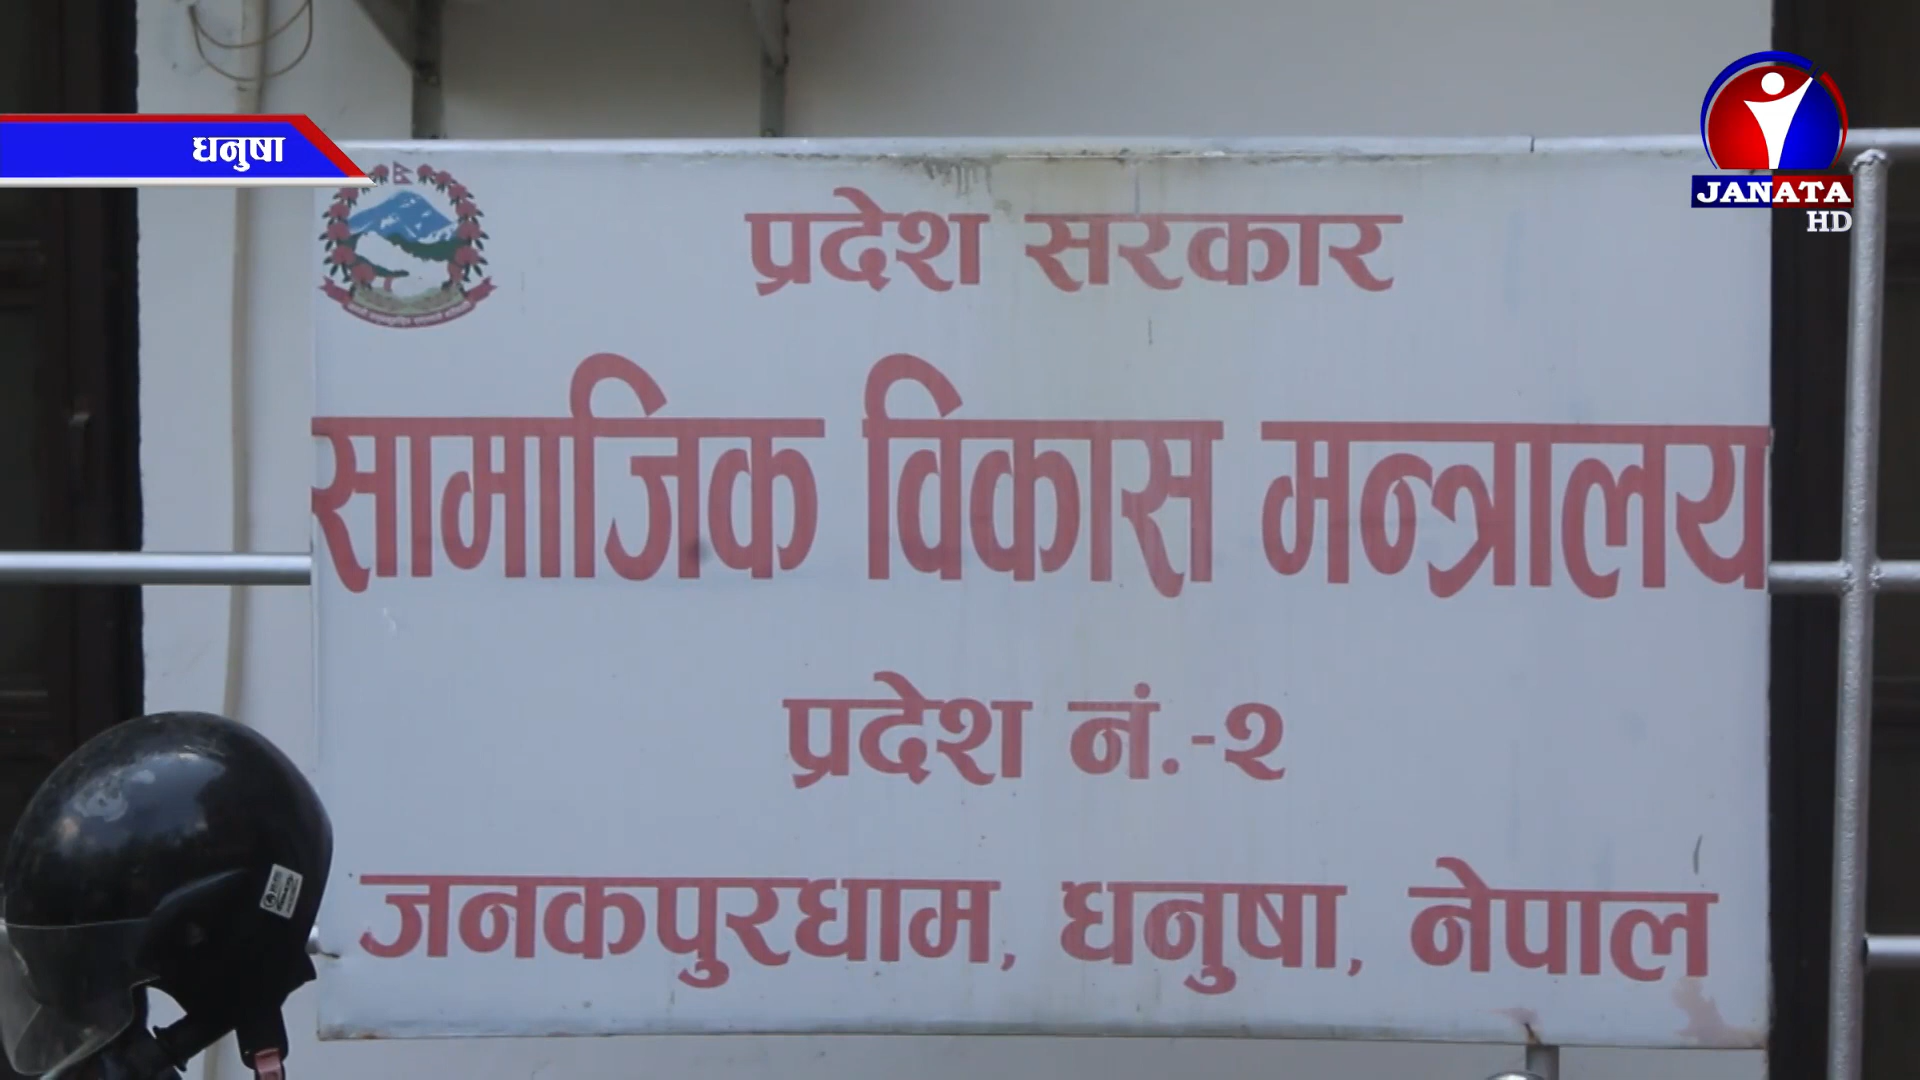 धनुषा
JANATA
HD
प्रदेश सरकार
सामाजिक विकास मन्त्रालय
प्रदेश नं.-२
जनकपुरधाम, धनुषा, नेपाल